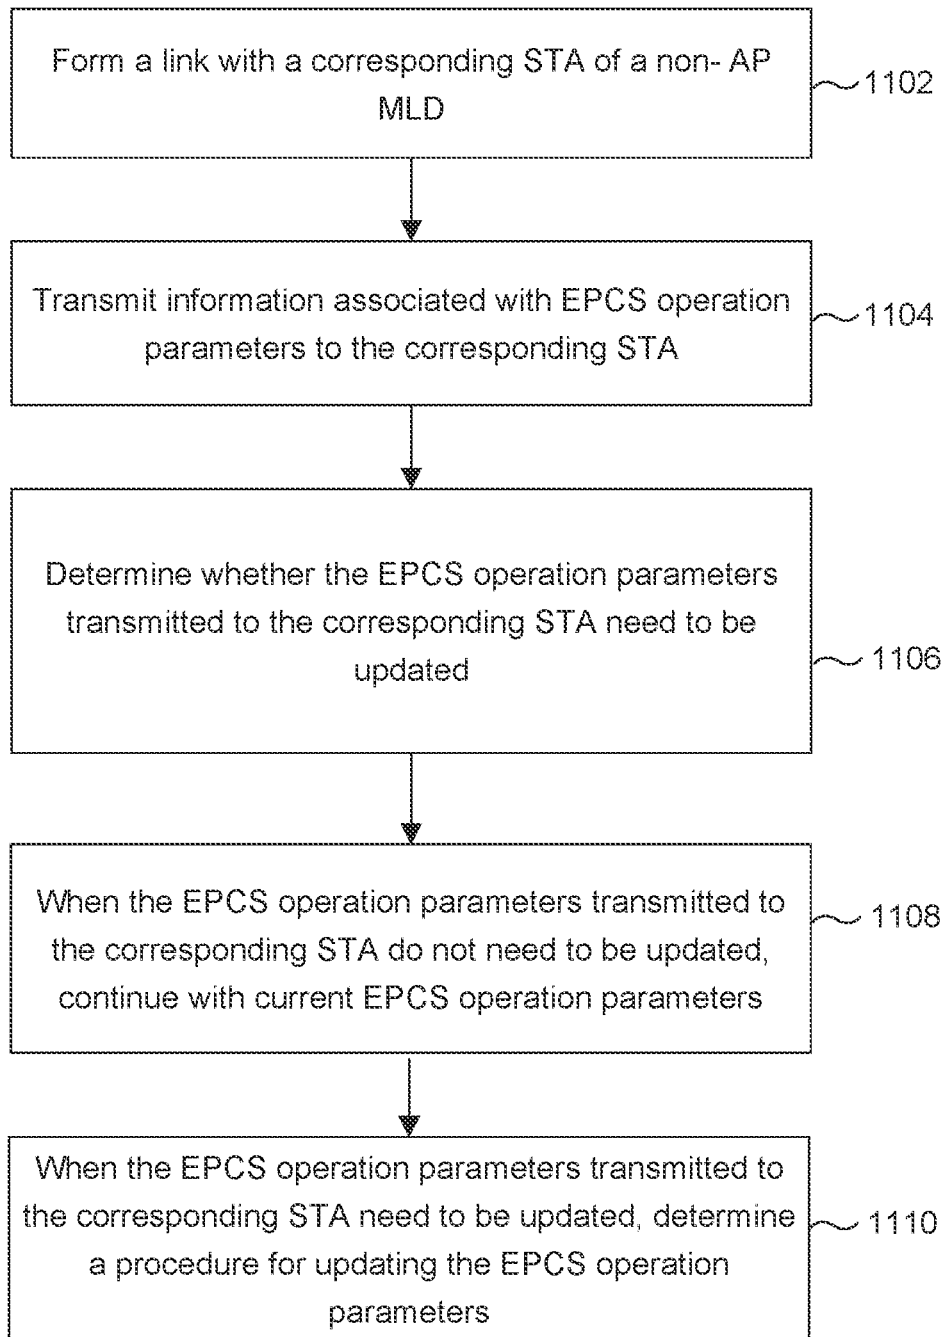 Form a link with a corresponding STA of a non- AP
MLD
1102
Transmit information associated with EPCS operation
parameters to the corresponding STA
1104
Determine whether the EPCS operation parameters
transmitted to the corresponding STA need to be
updated
1106
When the EPCS operation parameters transmitted to
the corresponding STA do not need to be updated,
continue with current EPCS operation parameters
1108
When the EPCS operation parameters transmitted to
the corresponding STA need to be updated, determine
a procedure for updating the EPCS operation
parameters
1110